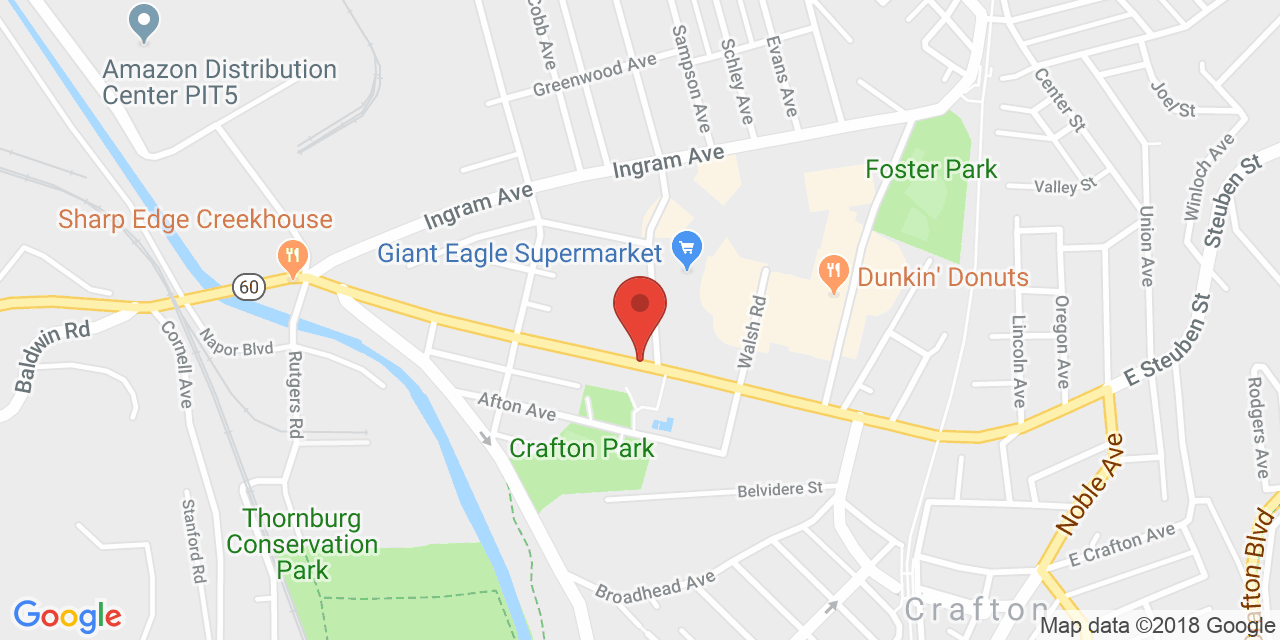 Cobb Ave
Sampson Ave
Schley Ave
Evans Ave
Greenwood Ave
Amazon Distribution
Center PIT5
Center St
Joel St
Ingram Ave
Foster Park
Valley St
Winloch Ave
Steuben St
Ingram Ave
Union Ave
Sharp Edge Creekhouse
Giant Eagle Supermarket
Dunkin' Donuts
60
Baldwin Rd
Cornell Ave
Napor Blvd
Rutgers Rd
Walsh Rd
Lincoln Ave
Oregon Ave
E Steuben St
Rodgers Ave
Afton Ave
Crafton Park
Noble Ave
Belvidere St
Stanford Rd
Thornburg
Conservation
Park
E Crafton Ave
Crafton Blvd
Broadhead Ave
Crafton
Google
Map data ©2018 Google